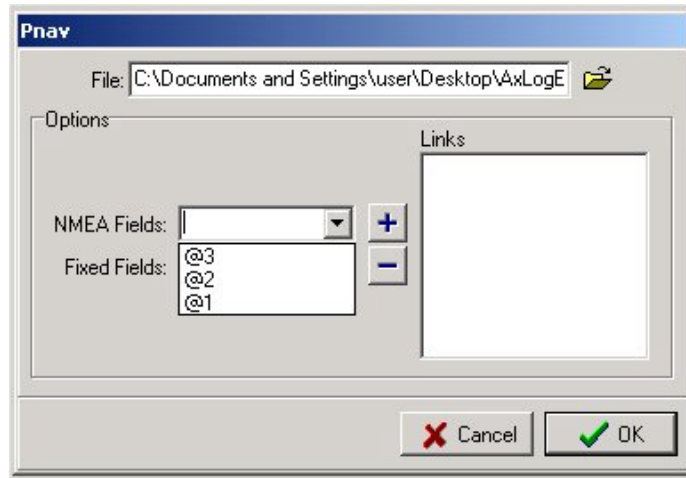 Pnav
File: C:\Documents and Settings\user\Desktop\AxLogE
Options
Links
NMEA Fields:
Fixed Fields:
@3
@2
@1
Cancel
OK